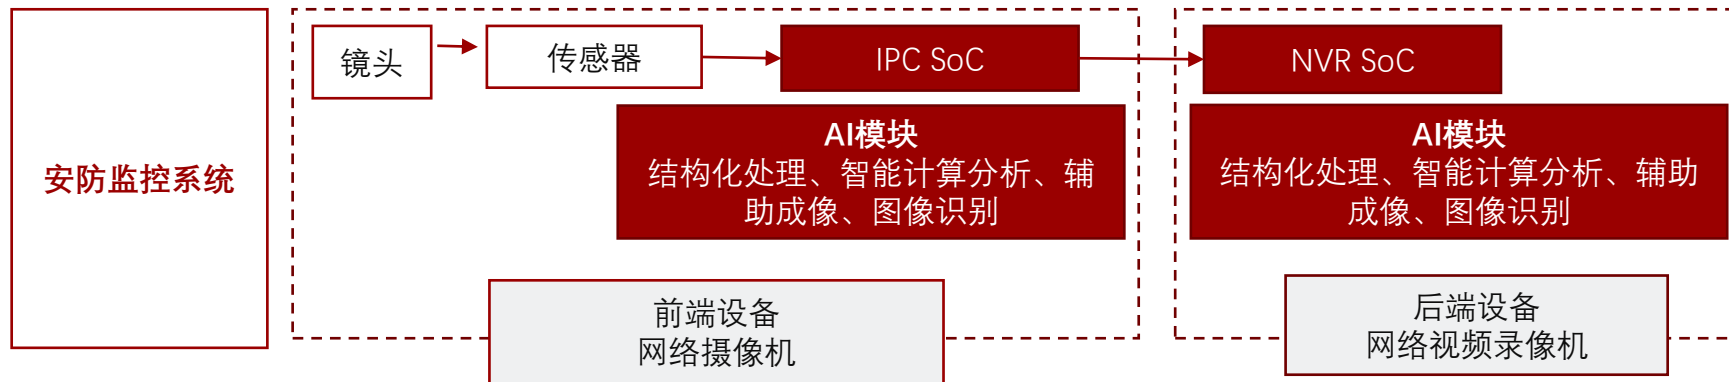 安防监控系统
镜头
传感器
IPC SoC
AI模块
结构化处理、智能计算分析、辅
助成像、图像识别
前端设备
网络摄像机
NVR SoC
AI模块
结构化处理、智能计算分析、辅助
成像、图像识别
后端设备
网络视频录像机